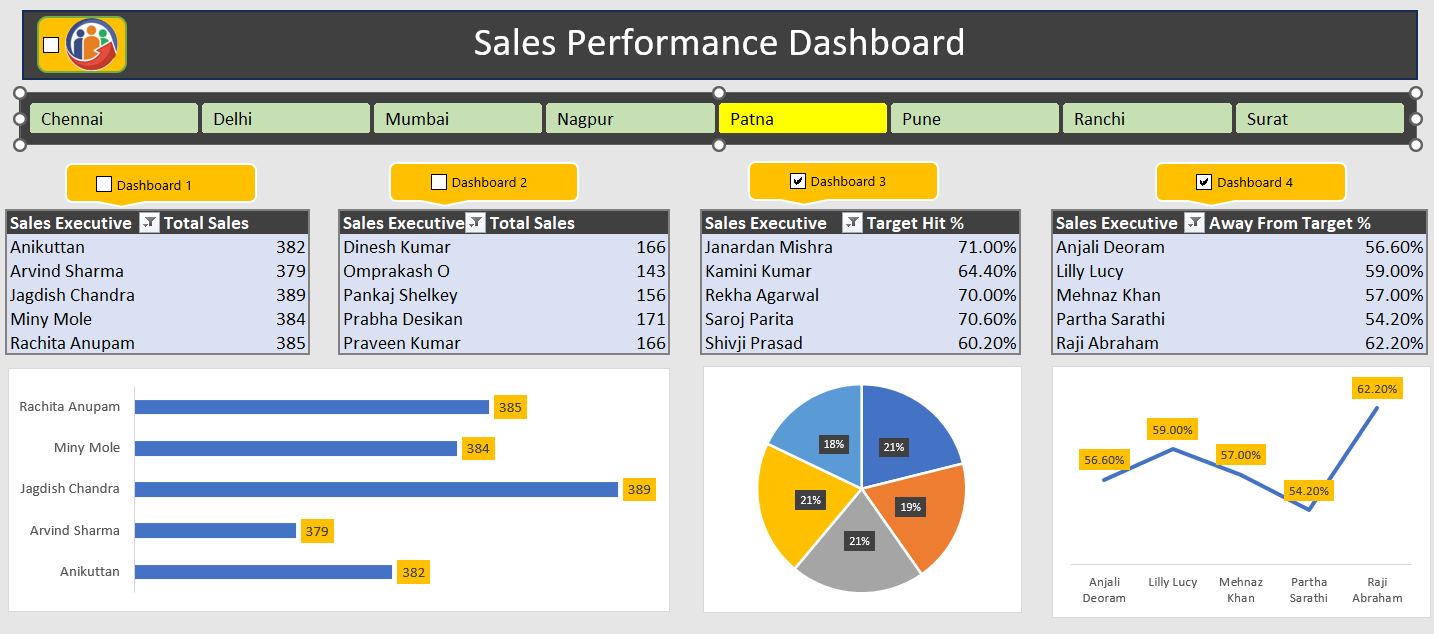 Sales Performance Dashboard
Chennai Delhi Mumbai Nagpur Patna Pune Ranchi Surat
Dashboard 1 Dashboard 2 Dashboard 3 Dashboard 4
Sales Executive Total Sales
Anikuttan 382
Arvind Sharma 379
Jagdish Chandra 389
Miny Mole 384
Rachita Anupam 385
Sales Executive Total Sales
Dinesh Kumar 166
Omprakash O 143
Pankaj Shelkey 156
Prabha Desikan 171
Praveen Kumar 166
Sales Executive Target Hit %
Janardan Mishra 71.00%
Kamini Kumar 64.40%
Rekha Agarwal 70.00%
Saroj Parita 70.60%
Shivji Prasad 60.20%
Sales Executive Away From Target %
Anjali Deoram 56.60%
Lilly Lucy 59.00%
Mehnaz Khan 57.00%
Partha Sarathi 54.20%
Raji Abraham 62.20%
Rachita Anupam 385
Miny Mole 384
Jagdish Chandra 389
Arvind Sharma 379
Anikuttan 382
18% 21%
21% 19%
21%
62.20%
59.00%
56.60% 57.00%
54.20%
Anjali Lilly Lucy Mehnaz Partha Raji
Deoram Khan Sarathi Abraham